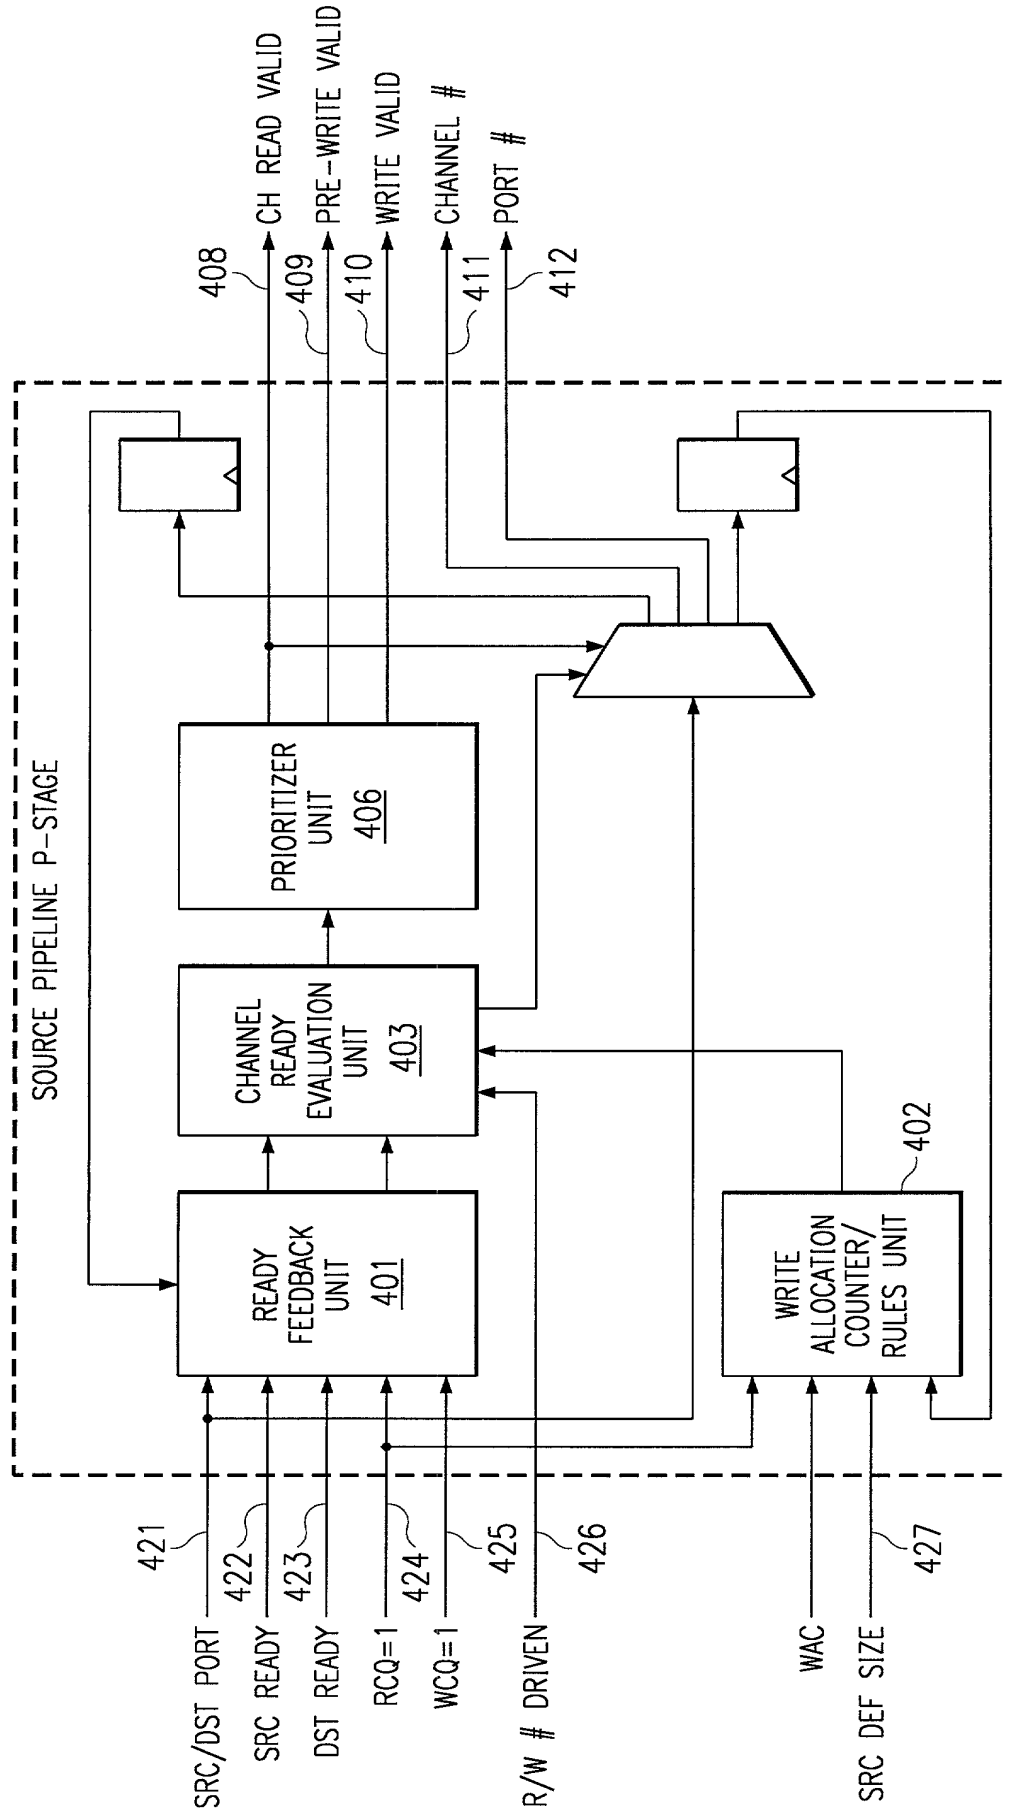 SOURCE PIPELINE P-STAGE
SRC/DST PORT
421
SRC READY
422
DST READY
423
RCQ=1
424
WCQ=1
425
R/W # DRIVEN
426
WAC
SRC DEF SIZE
427
READY
FEEDBACK
UNIT
401
CHANNEL
READY
EVALUATION
UNIT
403
PRIORITIZER
UNIT
406
WRITE
ALLOCATION
COUNTER/
RULES UNIT
402
408
CH READ VALID
409
PRE-WRITE VALID
410
WRITE VALID
411
CHANNEL #
412
PORT #